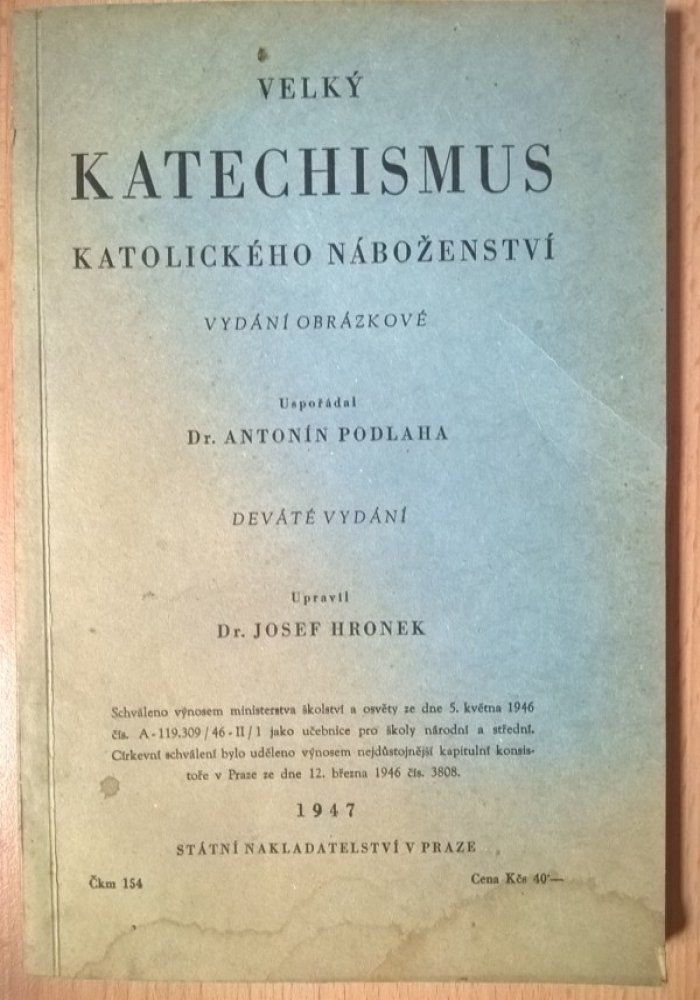 VELKÝ
KATECHISMUS
KATOLICKÉHO NÁBOŽENSTVÍ
VYDÁNÍ OBRÁZKOVÉ
Uspořádal
Dr. ANTONÍN PODLAHA
DEVÁTÉ VYDÁNÍ
Upravil
Dr. JOSEF HRONEK
Schváleno výnosem ministerstva školství a osvěty ze dne 5. května 1946
čís. A-119.309/46-II/1 jako učebnice pro školy národní a střední.
Církevní schválení bylo uděleno výnosem nejdůstojnější kapitulní konsis-
toře v Praze ze dne 12. března 1946 čís. 3808.
1947
STÁTNÍ NAKLADATELSTVÍ V PRAZE
Čkm 154
Cena Kčs 40·—